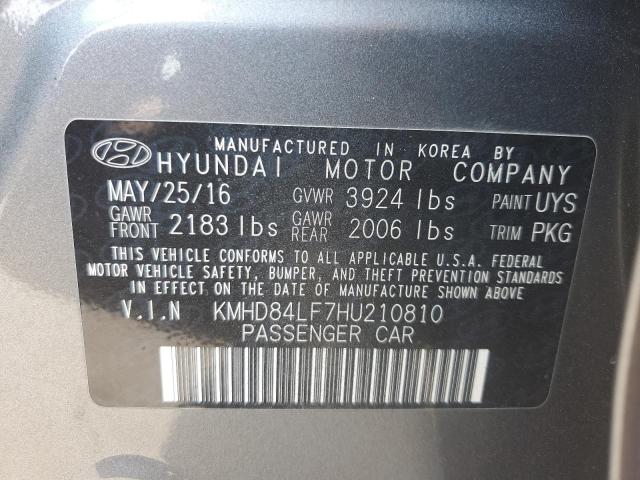 MANUFACTURED IN KOREA BY
HYUNDAI MOTOR COMPANY
MAY/25/16 GVWR 3924 lbs PAINT UYS
GAWR FRONT 2183 lbs GAWR REAR 2006 lbs TRIM PKG
THIS VEHICLE CONFORMS TO ALL APPLICABLE U.S.A. FEDERAL
MOTOR VEHICLE SAFETY, BUMPER, AND THEFT PREVENTION STANDARDS
IN EFFECT ON THE DATE OF MANUFACTURE SHOWN ABOVE.
V.I.N KMHD84LF7HU210810
PASSENGER CAR